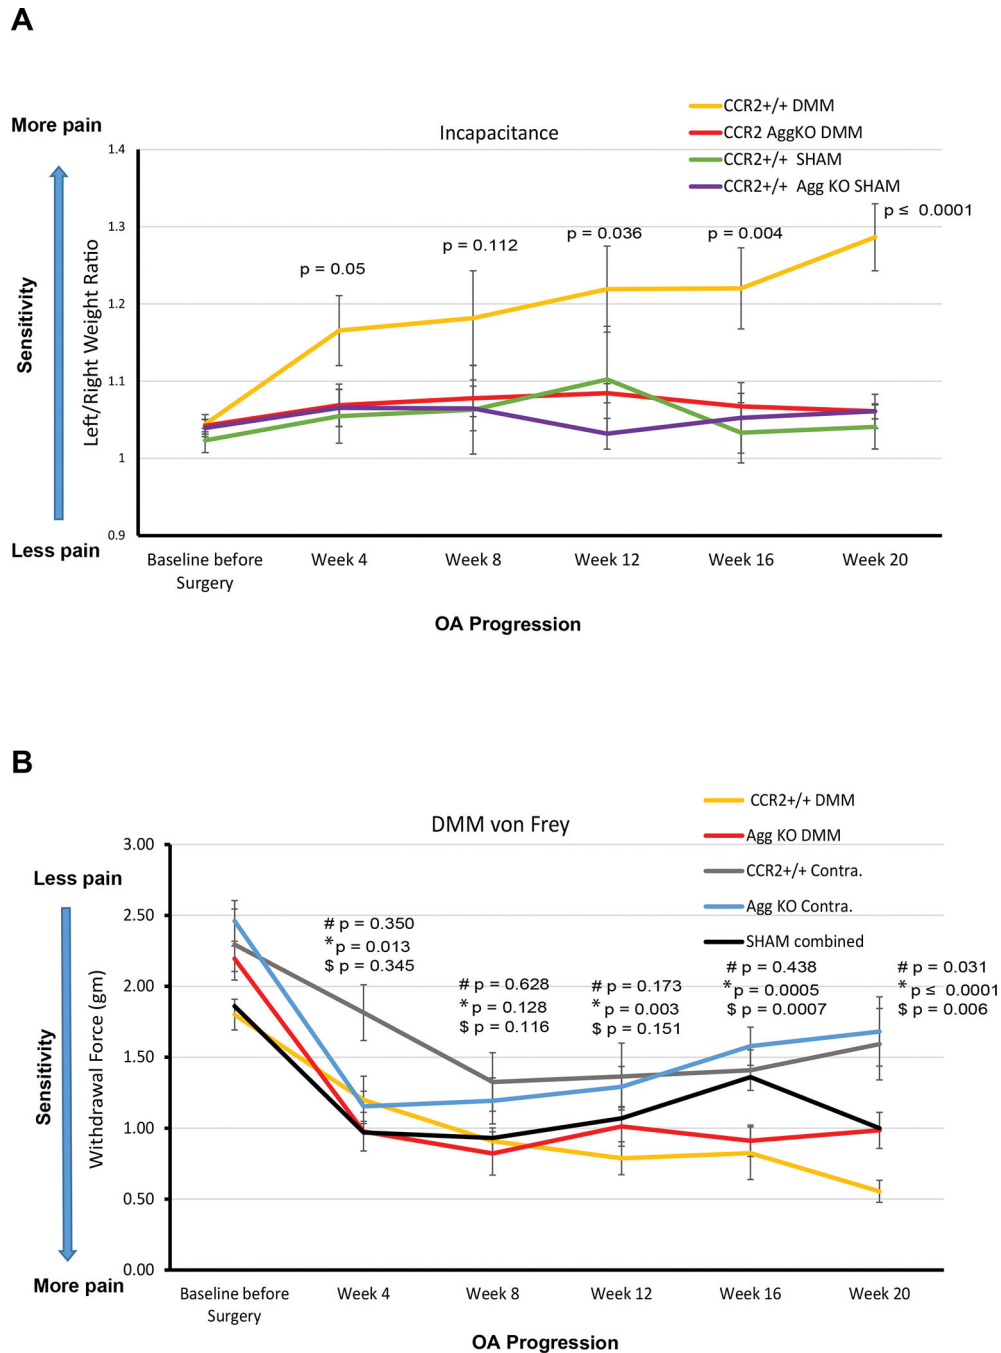 A
More pain
Incapacitance
CCR2+/+ DMM
CCR2 AggKO DMM
CCR2+/+ SHAM
CCR2+/+ Agg KO SHAM
1.4
1.3
1.2
1.1
1
0.9
Sensitivity
Left/Right Weight Ratio
p = 0.05
p = 0.112
p = 0.036
p = 0.004
p ≤ 0.0001
Less pain
Baseline before
Surgery
Week 4
Week 8
Week 12
Week 16
Week 20
OA Progression
B
DMM von Frey
CCR2+/+ DMM
Agg KO DMM
CCR2+/+ Contra.
Agg KO Contra.
SHAM combined
Less pain
3.00
2.50
2.00
1.50
1.00
0.50
0.00
Sensitivity
Withdrawal Force (gm)
# p = 0.350
* p = 0.013
$ p = 0.345
# p = 0.628
* p = 0.128
$ p = 0.116
# p = 0.173
* p = 0.003
$ p = 0.151
# p = 0.438
* p = 0.0005
$ p = 0.0007
# p = 0.031
* p ≤ 0.0001
$ p = 0.006
More pain
Baseline before
Surgery
Week 4
Week 8
Week 12
Week 16
Week 20
OA Progression